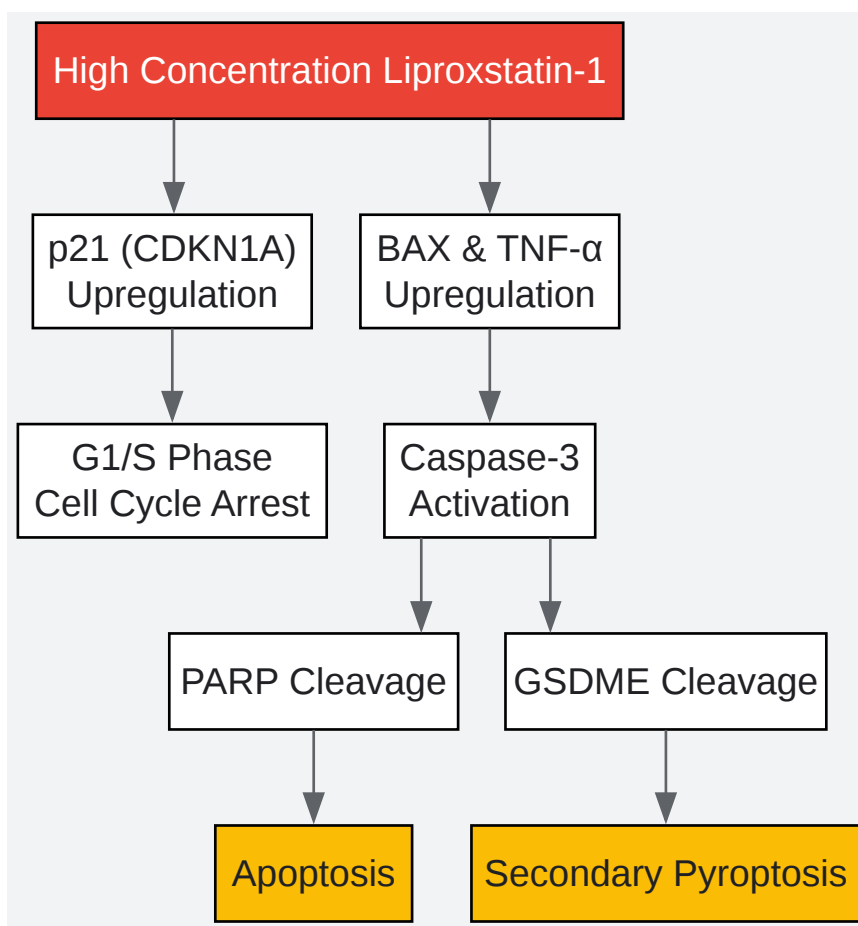 High Concentration Liproxstatin-1
p21 (CDKN1A)
Upregulation
BAX & TNF-α
Upregulation
G1/S Phase
Cell Cycle Arrest
Caspase-3
Activation
PARP Cleavage
GSDME Cleavage
Apoptosis
Secondary Pyroptosis